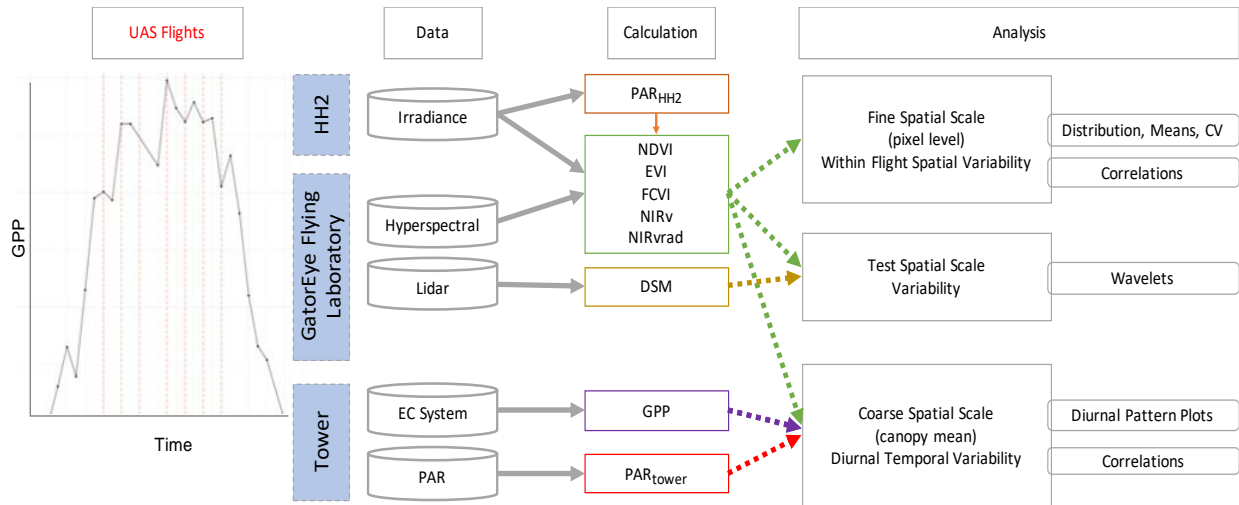 UAS Flights
Data
Calculation
Analysis
GPP
Time
HH2
GatorEye Flying
Laboratory
Tower
Irradiance
Hyperspectral
Lidar
EC System
PAR
PAR_HH2
NDVI
EVI
FCVI
NIRv
NIRvrad
DSM
GPP
PAR_tower
Fine Spatial Scale
(pixel level)
Within Flight Spatial Variability
Distribution, Means, CV
Correlations
Test Spatial Scale
Variability
Wavelets
Coarse Spatial Scale
(canopy mean)
Diurnal Temporal Variability
Diurnal Pattern Plots
Correlations